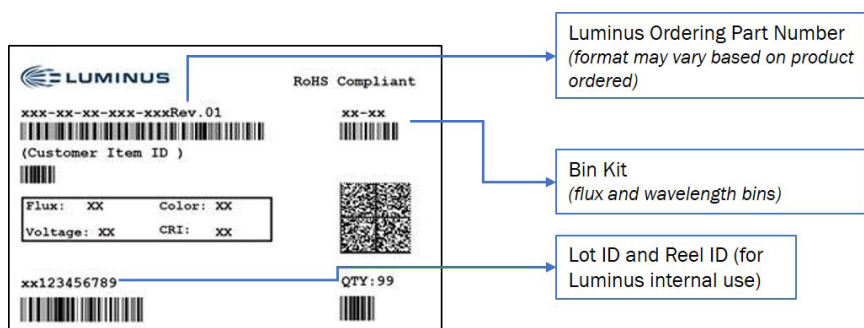 LUMINUS
RoHS Compliant
xxx-xx-xx-xxx-xxxRev.01
xx-xx
(Customer Item ID )
Flux: XX Color: XX
Voltage: XX CRI: XX
xx123456789
QTY:99
Luminus Ordering Part Number
(format may vary based on product
ordered)
Bin Kit
(flux and wavelength bins)
Lot ID and Reel ID (for
Luminus internal use)